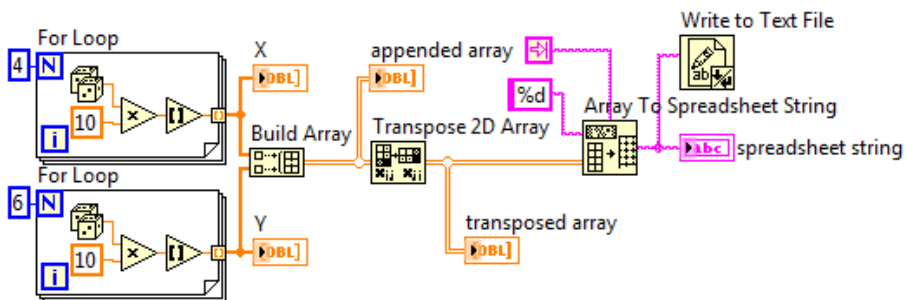 For Loop
4
N
10
i
X
DBL]
appended array
DBL]
%d
Write to Text File
ab
Build Array
Transpose 2D Array
Array To Spreadsheet String
abc
spreadsheet string
For Loop
6
N
10
i
Y
DBL]
transposed array
DBL]